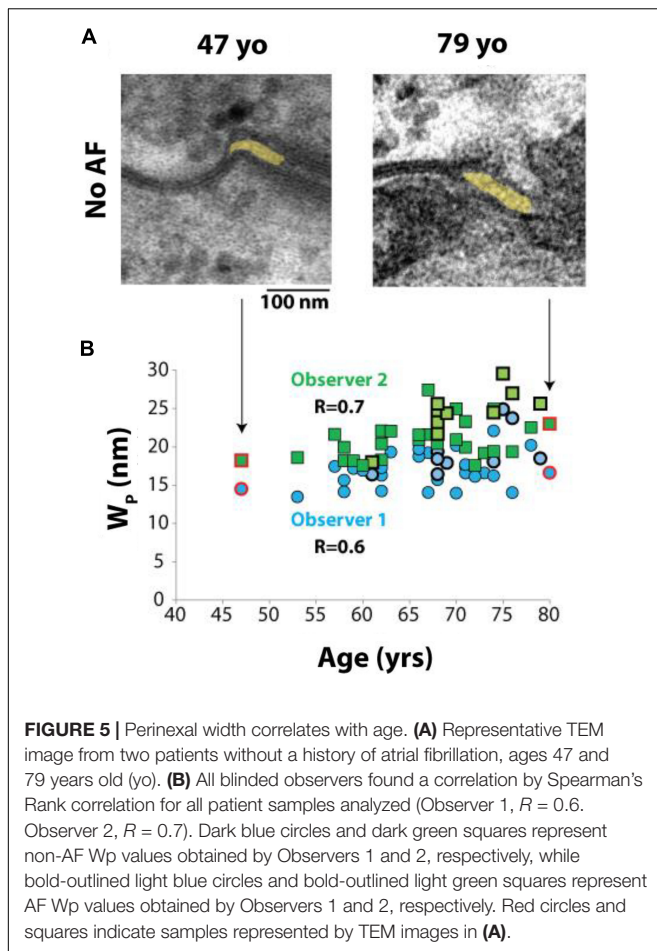 A
47 yo
79 yo
No AF
100 nm
B
30
25
20
15
10
5
0
W_P (nm)
Observer 2
R=0.7
Observer 1
R=0.6
40 45 50 55 60 65 70 75 80
Age (yrs)
FIGURE 5 | Perinexal width correlates with age. (A) Representative TEM
image from two patients without a history of atrial fibrillation, ages 47 and
79 years old (yo). (B) All blinded observers found a correlation by Spearman's
Rank correlation for all patient samples analyzed (Observer 1, R = 0.6.
Observer 2, R = 0.7). Dark blue circles and dark green squares represent
non-AF Wp values obtained by Observers 1 and 2, respectively, while
bold-outlined light blue circles and bold-outlined light green squares represent
AF Wp values obtained by Observers 1 and 2, respectively. Red circles and
squares indicate samples represented by TEM images in (A).